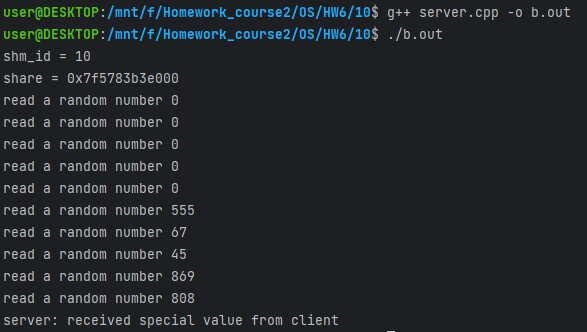 user@DESKTOP:/mnt/f/Homework_course2/OS/HW6/10$ g++ server.cpp -o b.out
user@DESKTOP:/mnt/f/Homework_course2/OS/HW6/10$ ./b.out
shm_id = 10
share = 0x7f5783b3e000
read a random number 0
read a random number 0
read a random number 0
read a random number 0
read a random number 0
read a random number 555
read a random number 67
read a random number 45
read a random number 869
read a random number 808
server: received special value from client